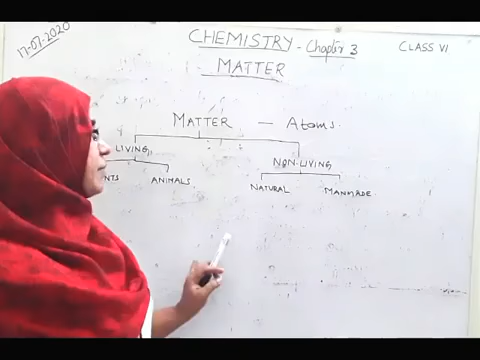 17-07-2020
CHEMISTRY - Chapter 3
CLASS VI
MATTER
MATTER — Atoms.
LIVING
NON-LIVING
NTS
ANIMALS
NATURAL
MANMADE